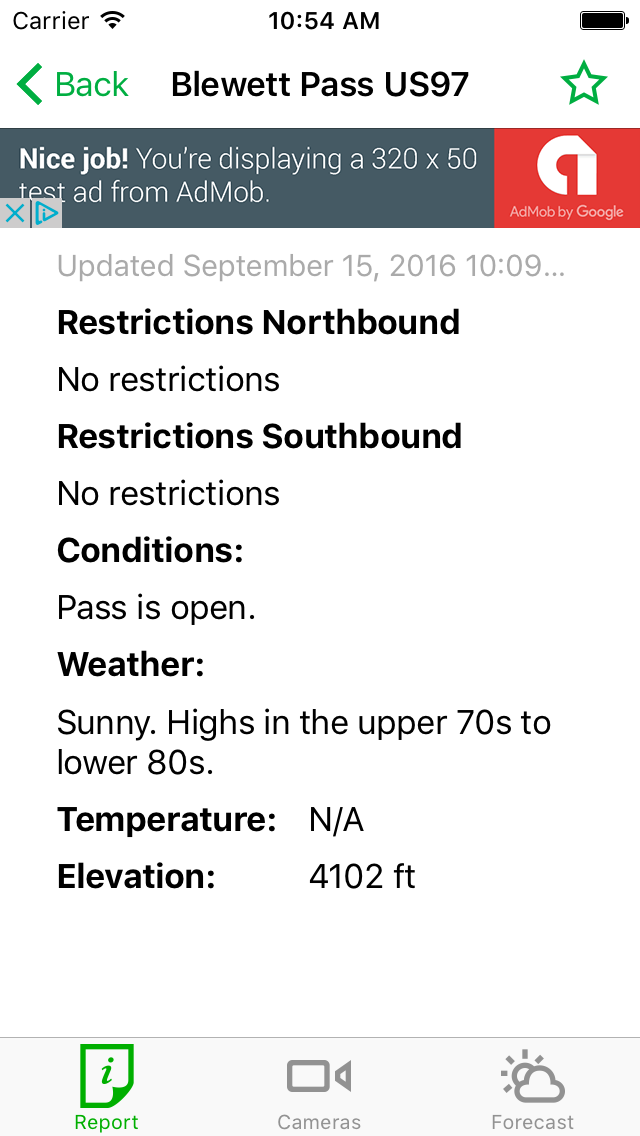 Carrier 10:54 AM
Back Blewett Pass US97
Nice job! You're displaying a 320 x 50
test ad from AdMob.
AdMob by Google
Updated September 15, 2016 10:09...
Restrictions Northbound
No restrictions
Restrictions Southbound
No restrictions
Conditions:
Pass is open.
Weather:
Sunny. Highs in the upper 70s to
lower 80s.
Temperature: N/A
Elevation: 4102 ft
Report Cameras Forecast